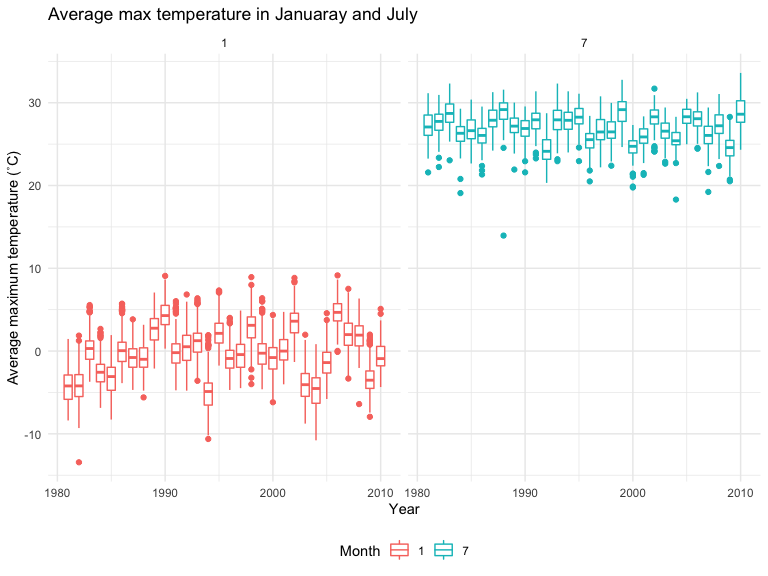 Average max temperature in Januaray and July
1 7
Average maximum temperature (˚C)
30
20
10
0
-10
1980 1990 2000 2010 1980 1990 2000 2010
Year
Month 1 7